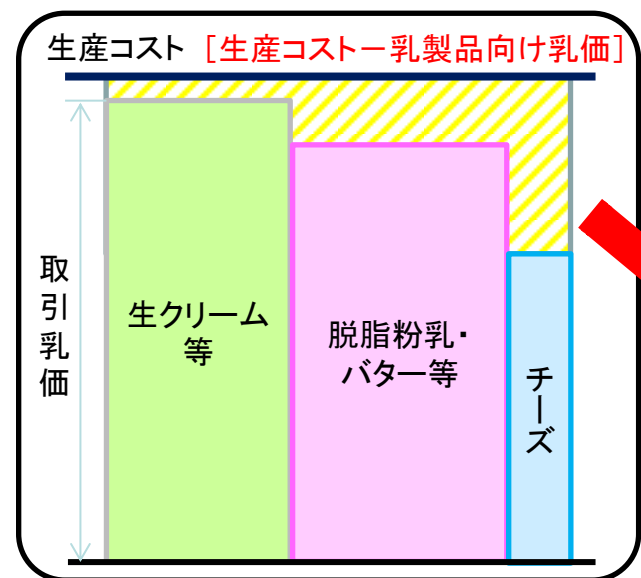 生産コスト [生産コスト－乳製品向け乳価]
取引乳価
生クリーム
等
脱脂粉乳・
バター等
チーズ